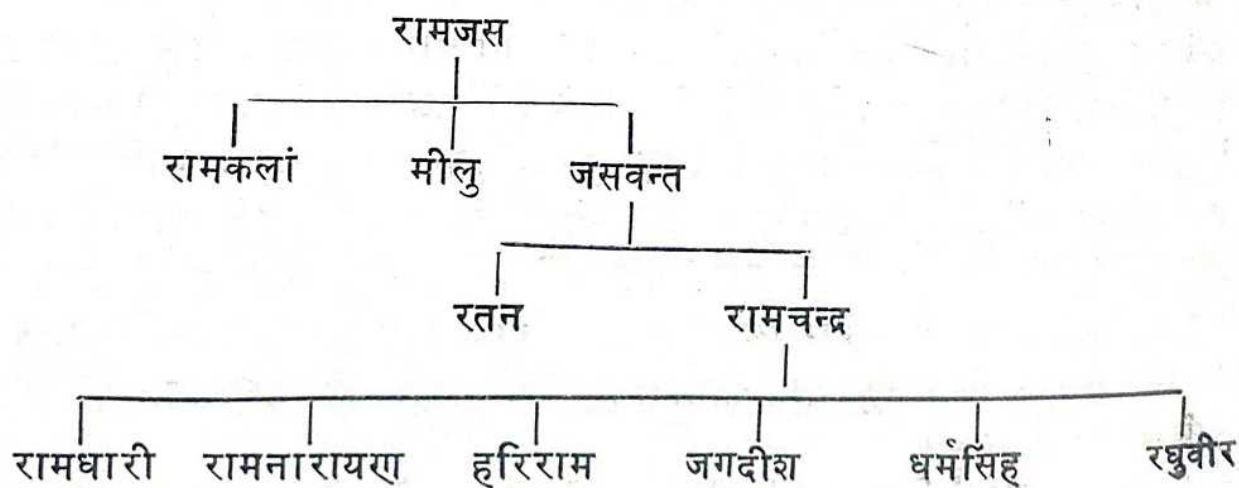 रामजस
रामकलां मीलु जसवन्त
रतन रामचन्द्र
रामधारी रामनारायण हरिराम जगदीश धर्मसिंह रघुवीर